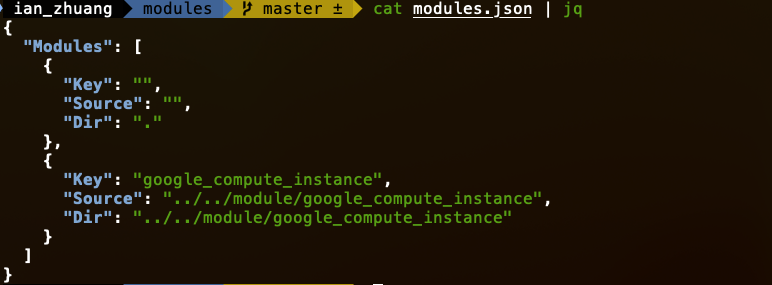 ian_zhuang modules master ± cat modules.json | jq
{
  "Modules": [
    {
      "Key": "",
      "Source": "",
      "Dir": "."
    },
    {
      "Key": "google_compute_instance",
      "Source": "../../module/google_compute_instance",
      "Dir": "../../module/google_compute_instance"
    }
  ]
}